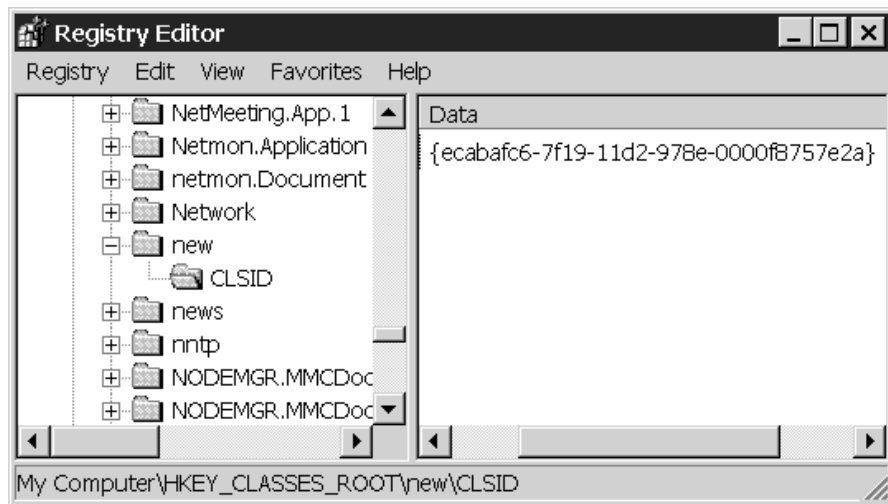 Registry Editor
Registry Edit View Favorites Help
NetMeeting.App.1
Netmon.Application
netmon.Document
Network
new
CLSID
news
nntp
NODEMGR.MMCDoc
NODEMGR.MMCDoc
Data
{ecabafc6-7f19-11d2-978e-0000f8757e2a}
My Computer\HKEY_CLASSES_ROOT\new\CLSID